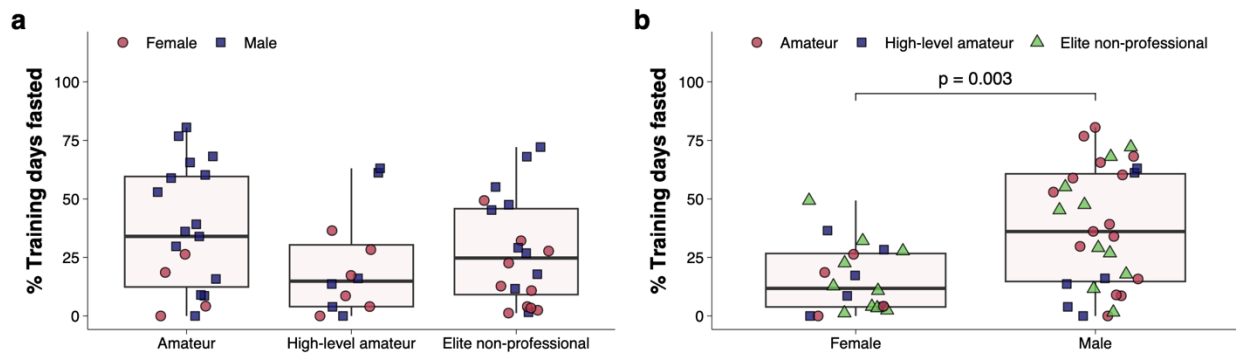 a
Female
Male
% Training days fasted
100
75
50
25
0
Amateur
High-level amateur
Elite non-professional
b
Amateur
High-level amateur
Elite non-professional
% Training days fasted
100
75
50
25
0
p = 0.003
Female
Male